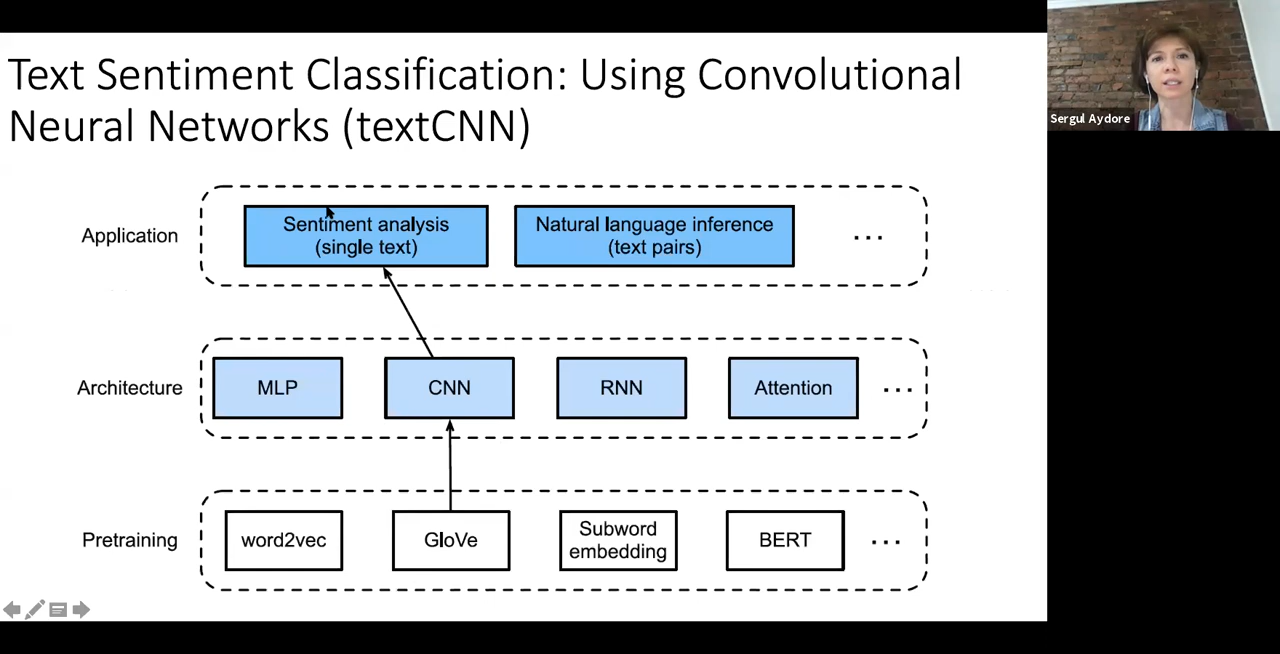 Text Sentiment Classification: Using Convolutional
Neural Networks (textCNN)
Sergul Aydore
Application
Sentiment analysis
(single text)
Natural language inference
(text pairs)
...
Architecture
MLP
CNN
RNN
Attention
...
Pretraining
word2vec
GloVe
Subword
embedding
BERT
...